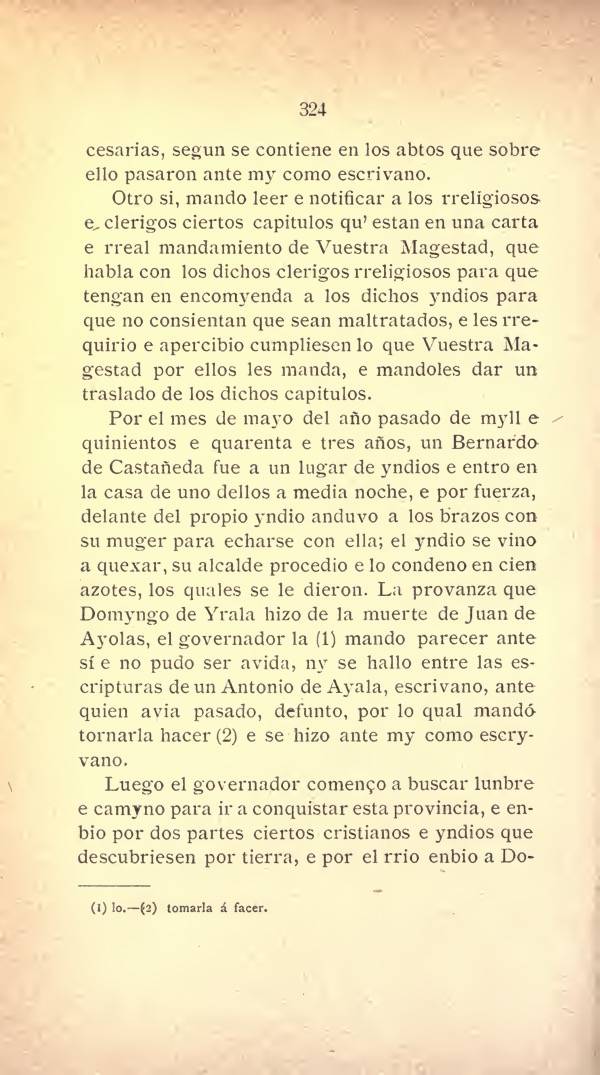 324
cesarias, segun se contiene en los abtos que sobre
ello pasaron ante my como escrivano.
Otro si, mando leer e notificar a los rreligiosos
e clerigos ciertos capitulos qu' estan en una carta
e rreal mandamiento de Vuestra Magestad, que
habla con los dichos clerigos rreligiosos para que
tengan en encomyenda a los dichos yndios para
que no consientan que sean maltratados, e les rre-
quirio e apercibio cumpliesen lo que Vuestra Ma-
gestad por ellos les manda, e mandoles dar un
traslado de los dichos capitulos.
Por el mes de mayo del año pasado de myll e
quinientos e quarenta e tres años, un Bernardo
de Castañeda fue a un lugar de yndios e entro en
la casa de uno dellos a media noche, e por fuerza,
delante del propio yndio anduvo a los brazos con
su muger para echarse con ella; el yndio se vino
a quexar, su alcalde procedio e lo condeno en cien
azotes, los quales se le dieron. La provanza que
Domyngo de Yrala hizo de la muerte de Juan de
Ayolas, el governador la (1) mando parecer ante
sí e no pudo ser avida, ny se hallo entre las es-
cripturas de un Antonio de Ayala, escrivano, ante
quien avia pasado, defunto, por lo qual mandó
tornarla hacer (2) e se hizo ante my como escry-
vano.
Luego el governador començo a buscar lunbre
e camyno para ir a conquistar esta provincia, e en-
bio por dos partes ciertos cristianos e yndios que
descubriesen por tierra, e por el rrio enbio a Do-
(1) lo.—(2) tomarla á facer.